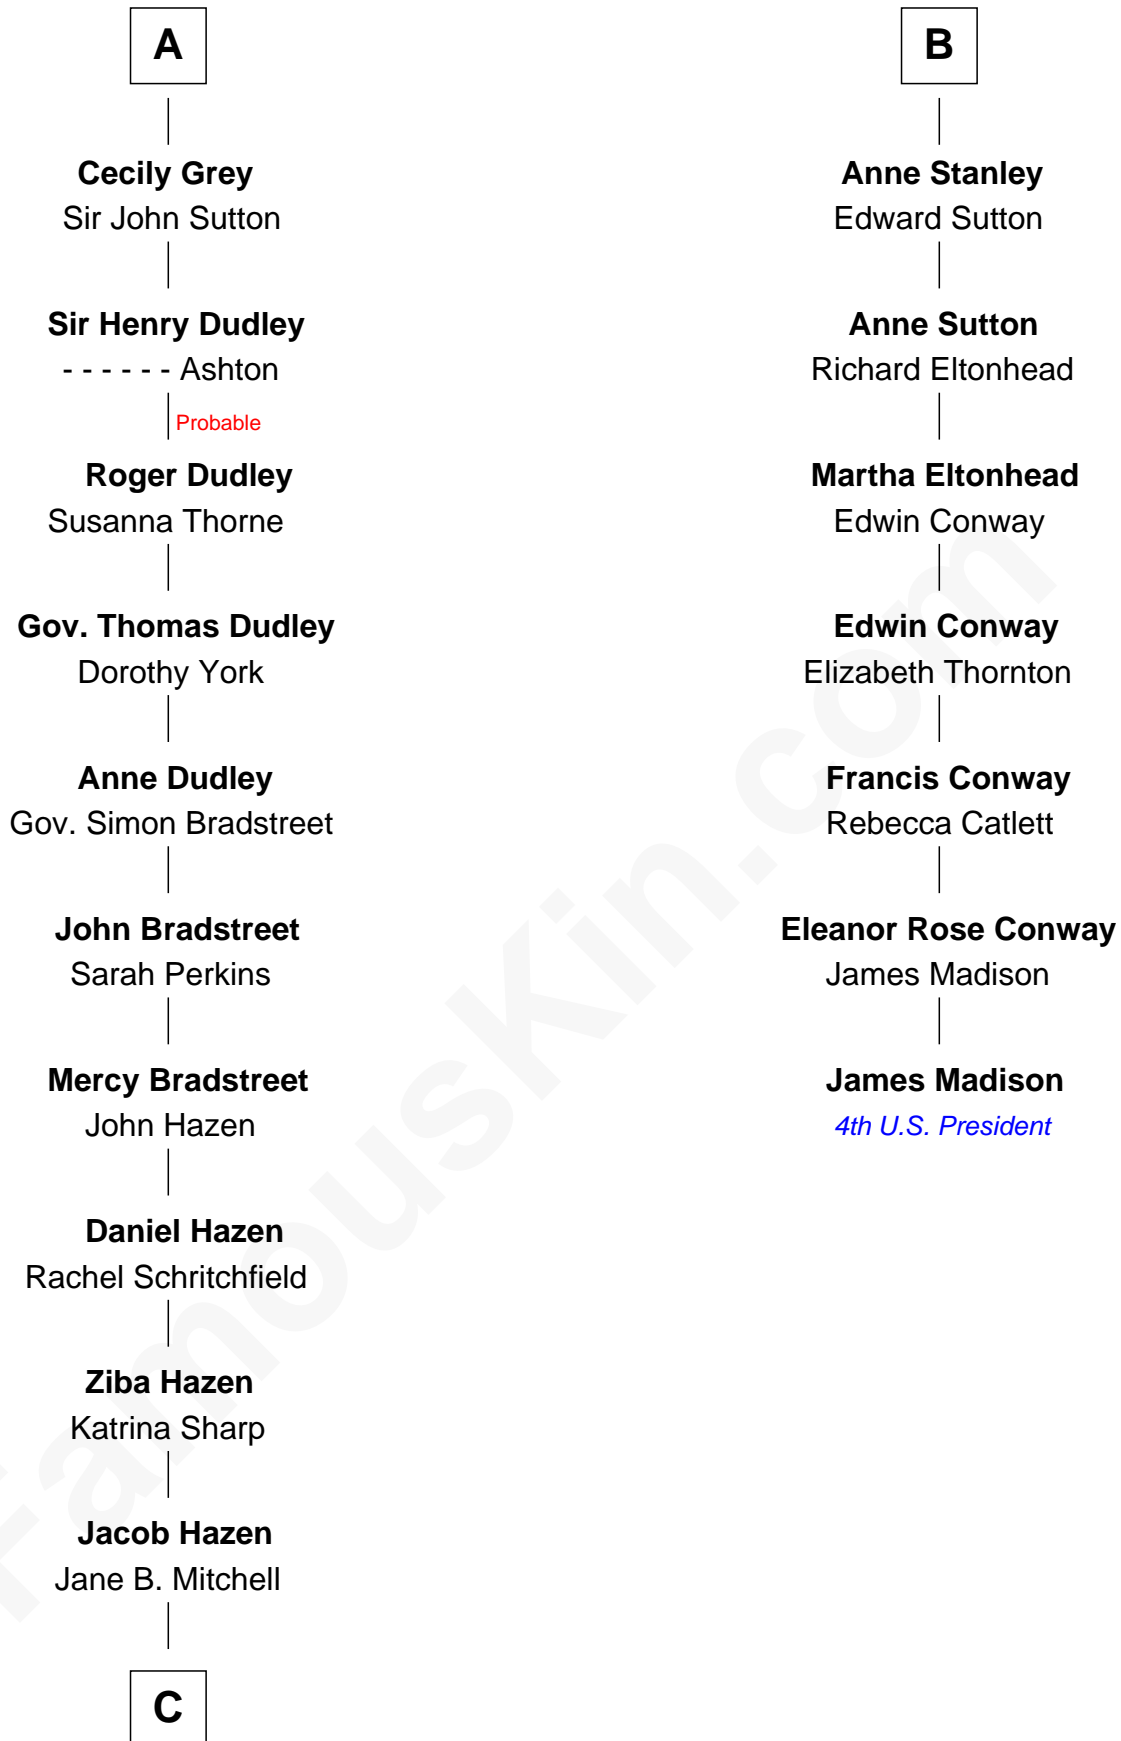 A
Cecily Grey
Sir John Sutton
Sir Henry Dudley
- - - - - - Ashton
Probable
Roger Dudley
Susanna Thorne
Gov. Thomas Dudley
Dorothy York
Anne Dudley
Gov. Simon Bradstreet
John Bradstreet
Sarah Perkins
Mercy Bradstreet
John Hazen
Daniel Hazen
Rachel Schritchfield
Ziba Hazen
Katrina Sharp
Jacob Hazen
Jane B. Mitchell
C
B
Anne Stanley
Edward Sutton
Anne Sutton
Richard Eltonhead
Martha Eltonhead
Edwin Conway
Edwin Conway
Elizabeth Thornton
Francis Conway
Rebecca Catlett
Eleanor Rose Conway
James Madison
James Madison
4th U.S. President
FamousKin.com